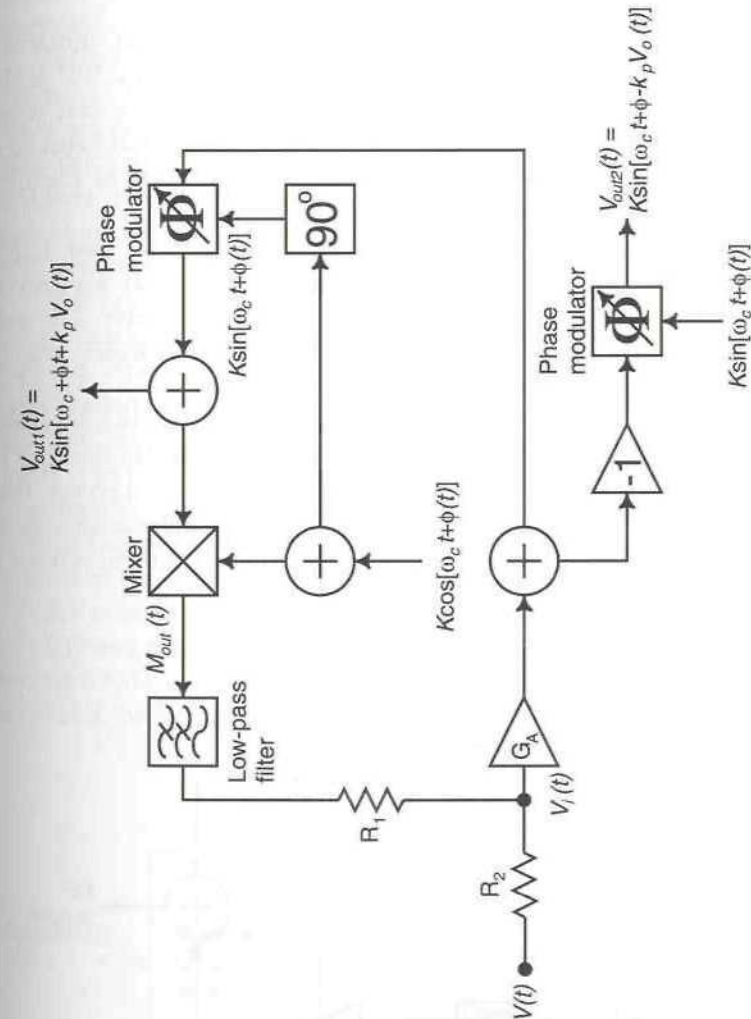 V_out1(t) =
Ksin[ω_c+ϕt+k_p V_o (t)]
Phase
modulator
Φ
Mixer
M_out (t)
Low-pass
filter
90°
Ksin[ω_c t+ϕ(t)]
Kcos[ω_c t+ϕ(t)]
R_1
G_A
V_i (t)
R_2
V(t)
-1
Phase
modulator
Φ
V_out2(t) =
Ksin[ω_c t+ϕ-k_p V_o (t)]
Ksin[ω_c t+ϕ(t)]